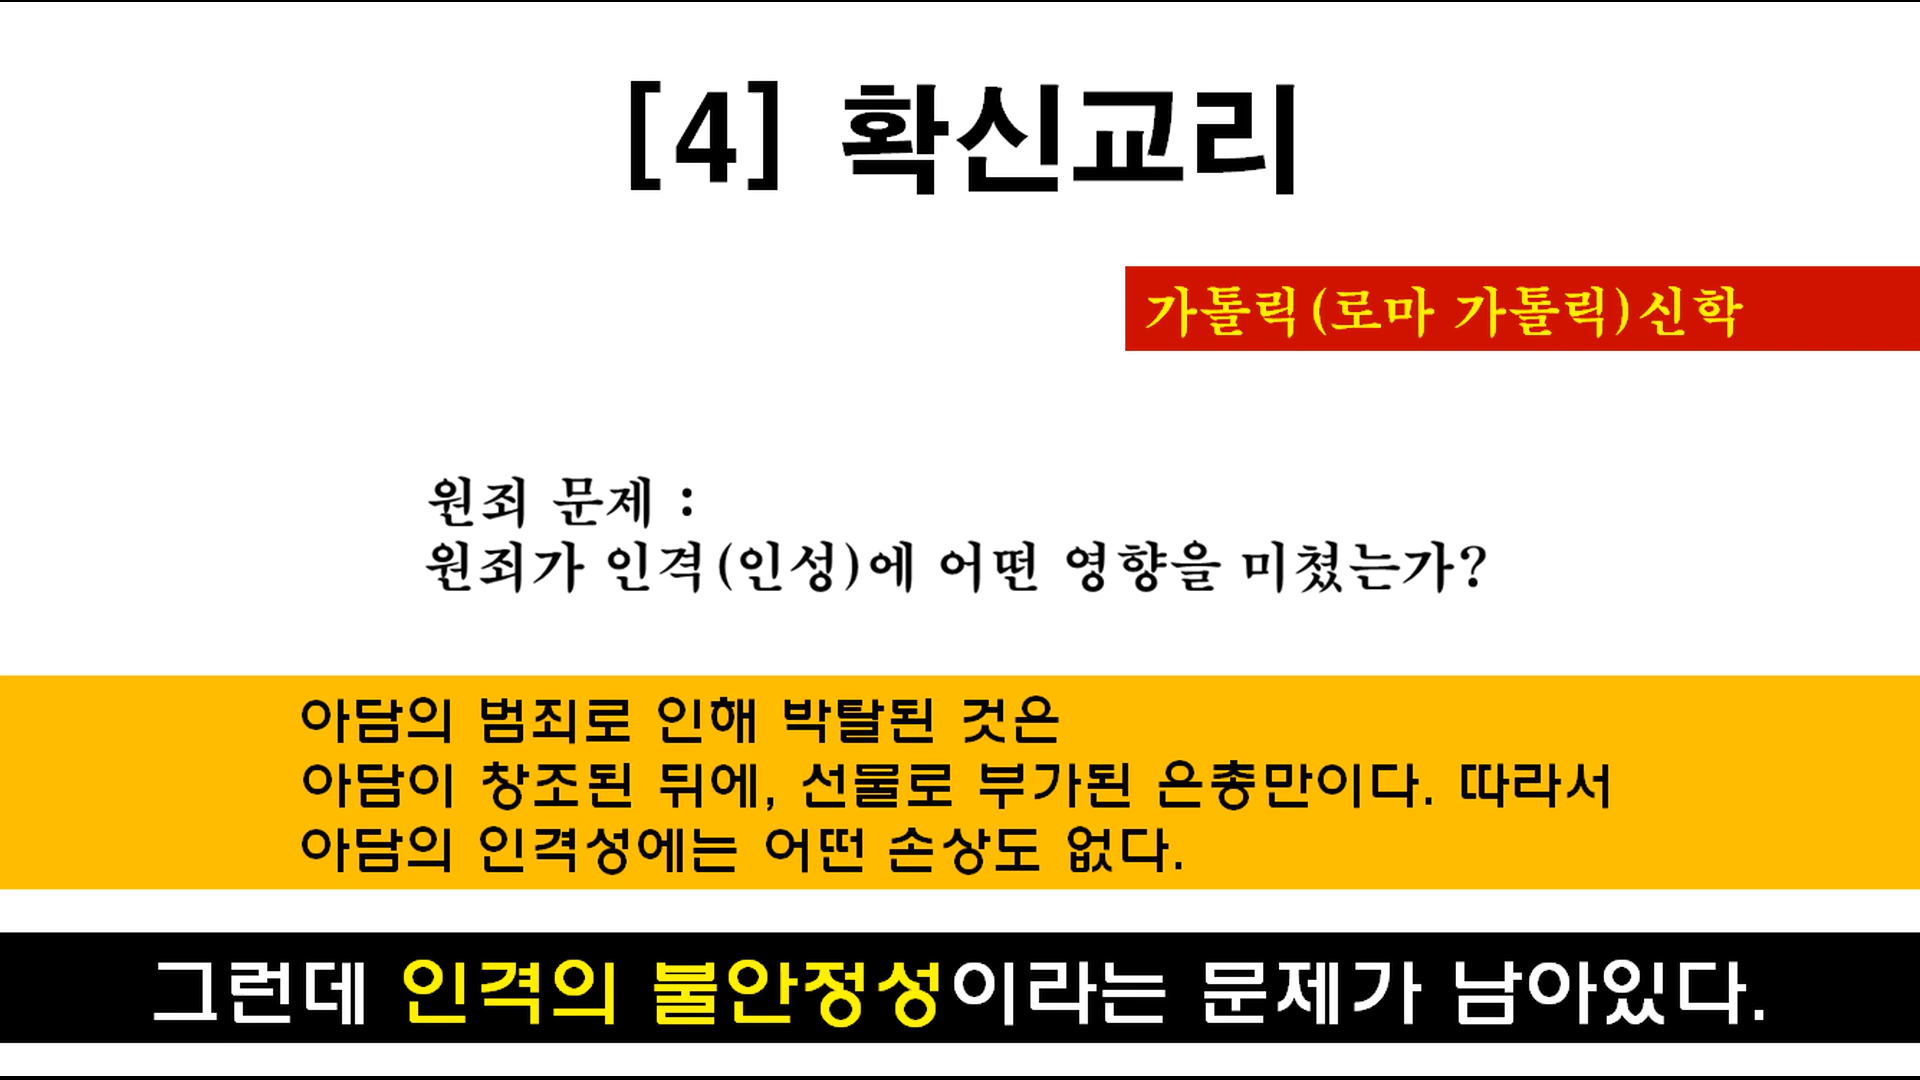 [4] 확신교리
가톨릭(로마 가톨릭)신학
원죄 문제 :
원죄가 인격(인성)에 어떤 영향을 미쳤는가?
아담의 범죄로 인해 박탈된 것은
아담이 창조된 뒤에, 선물로 부가된 은총만이다. 따라서
아담의 인격성에는 어떤 손상도 없다.
그런데 인격의 불안정성이라는 문제가 남아있다.